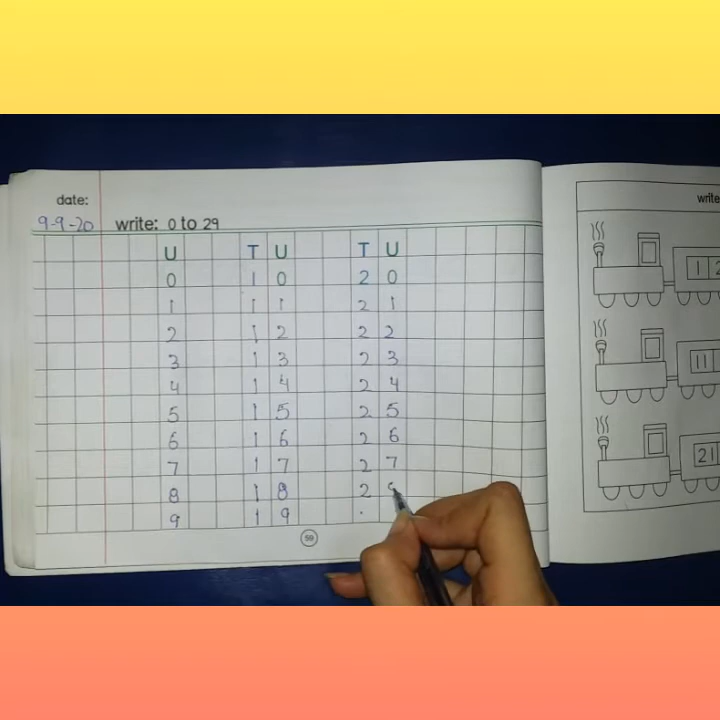 date:
9-9-20 write: 0 to 29
U T U T U
0 1 0 2 0
1 1 1 2 1
2 1 2 2 2
3 1 3 2 3
4 1 4 2 4
5 1 5 2 5
6 1 6 2 6
7 1 7 2 7
8 1 8 2
9 1 9
59
write
1 2
11
21